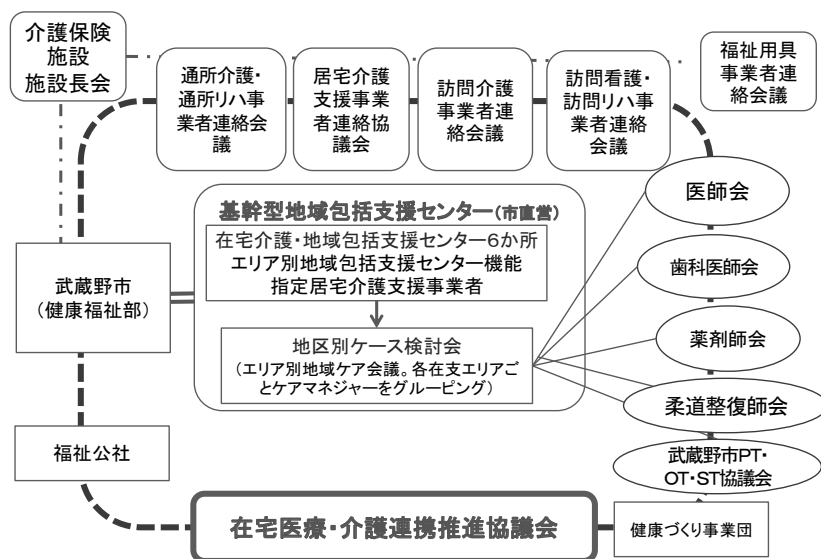 介護保険
施設
施設長会
通所介護・
通所リハ事
業者連絡会
議
居宅介護
支援事業
者連絡協
議会
訪問介護
事業者連
絡会議
訪問看護・
訪問リハ事
業者連絡
会議
福祉用具
事業者連
絡会議
基幹型地域包括支援センター(市直営)
在宅介護・地域包括支援センター6か所
エリア別地域包括支援センター機能
指定居宅介護支援事業者
地区別ケース検討会
(エリア別地域ケア会議。各在支エリアご
とケアマネジャーをグルーピング)
武蔵野市
(健康福祉部)
福祉公社
医師会
歯科医師会
薬剤師会
柔道整復師会
武蔵野市PT・
OT・ST協議会
在宅医療・介護連携推進協議会
健康づくり事業団